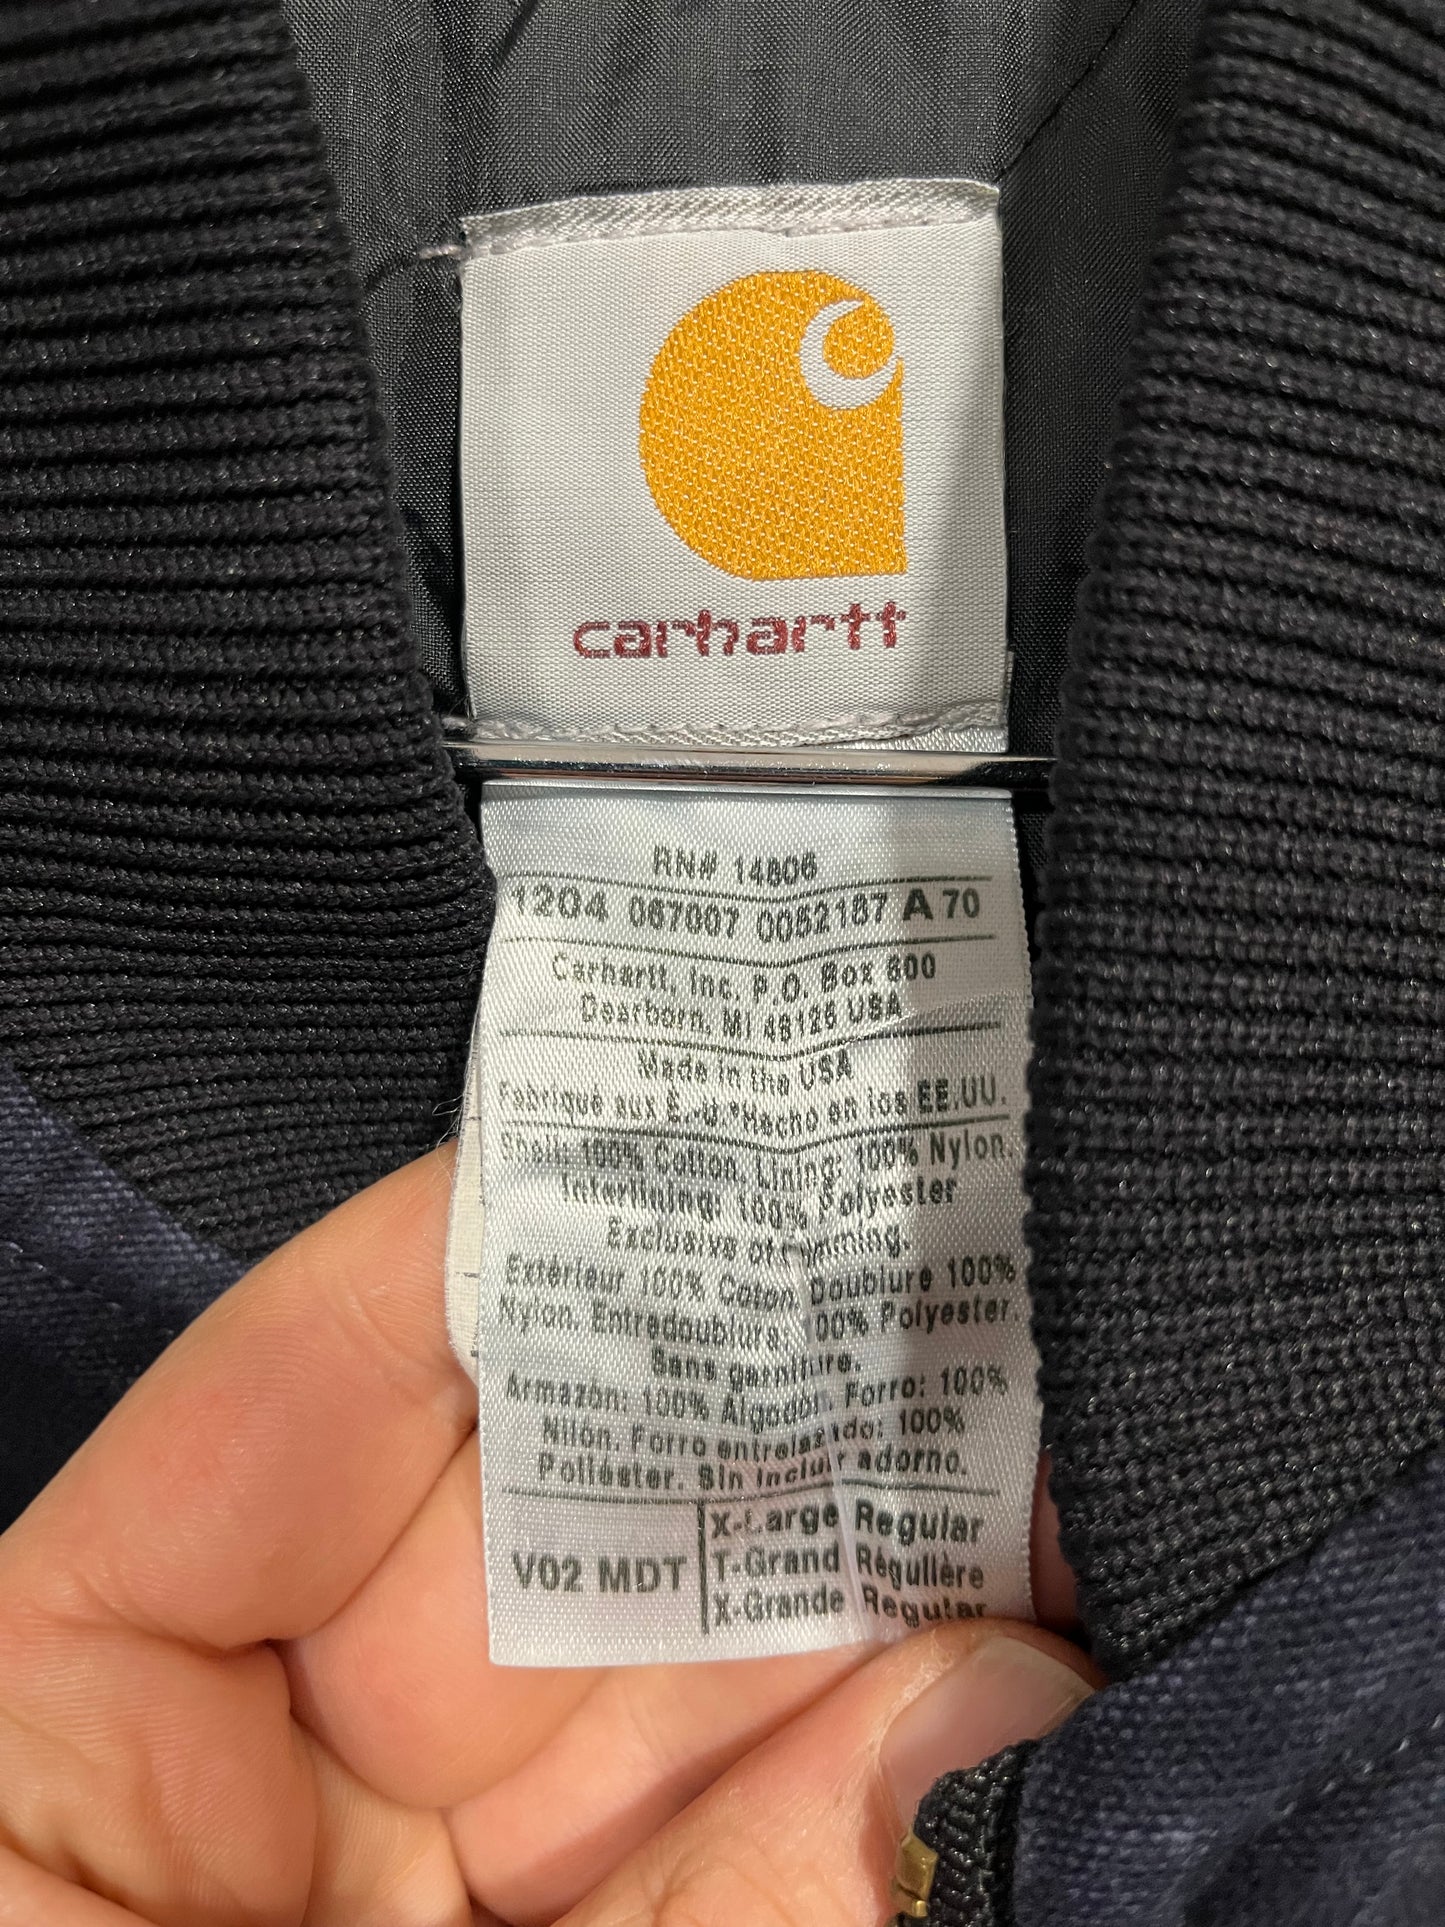 carhartt
RN# 14806
1204 067007 0052187 A 70
Carhartt, Inc. P.O. Box 600
Dearborn, MI 48126 USA
Made in the USA
Fabriqué aux É.-U.*Hecho en los EE.UU.
Shell: 100% Cotton. Lining: 100% Nylon.
Interlining: 100% Polyester
Exclusive of
Extérieur 100% Coton. Doublure 100%
Nylon. Entredoublure: 100% Polyester.
Sans garniture.
Armazón: 100% Algodón. Forro: 100%
Nilon. Forro entrelazado: 100%
Poliéster. Sin incluir adorno.
V02 MDT
X-Large Regular
T-Grand Régulière
X-Grande Regular